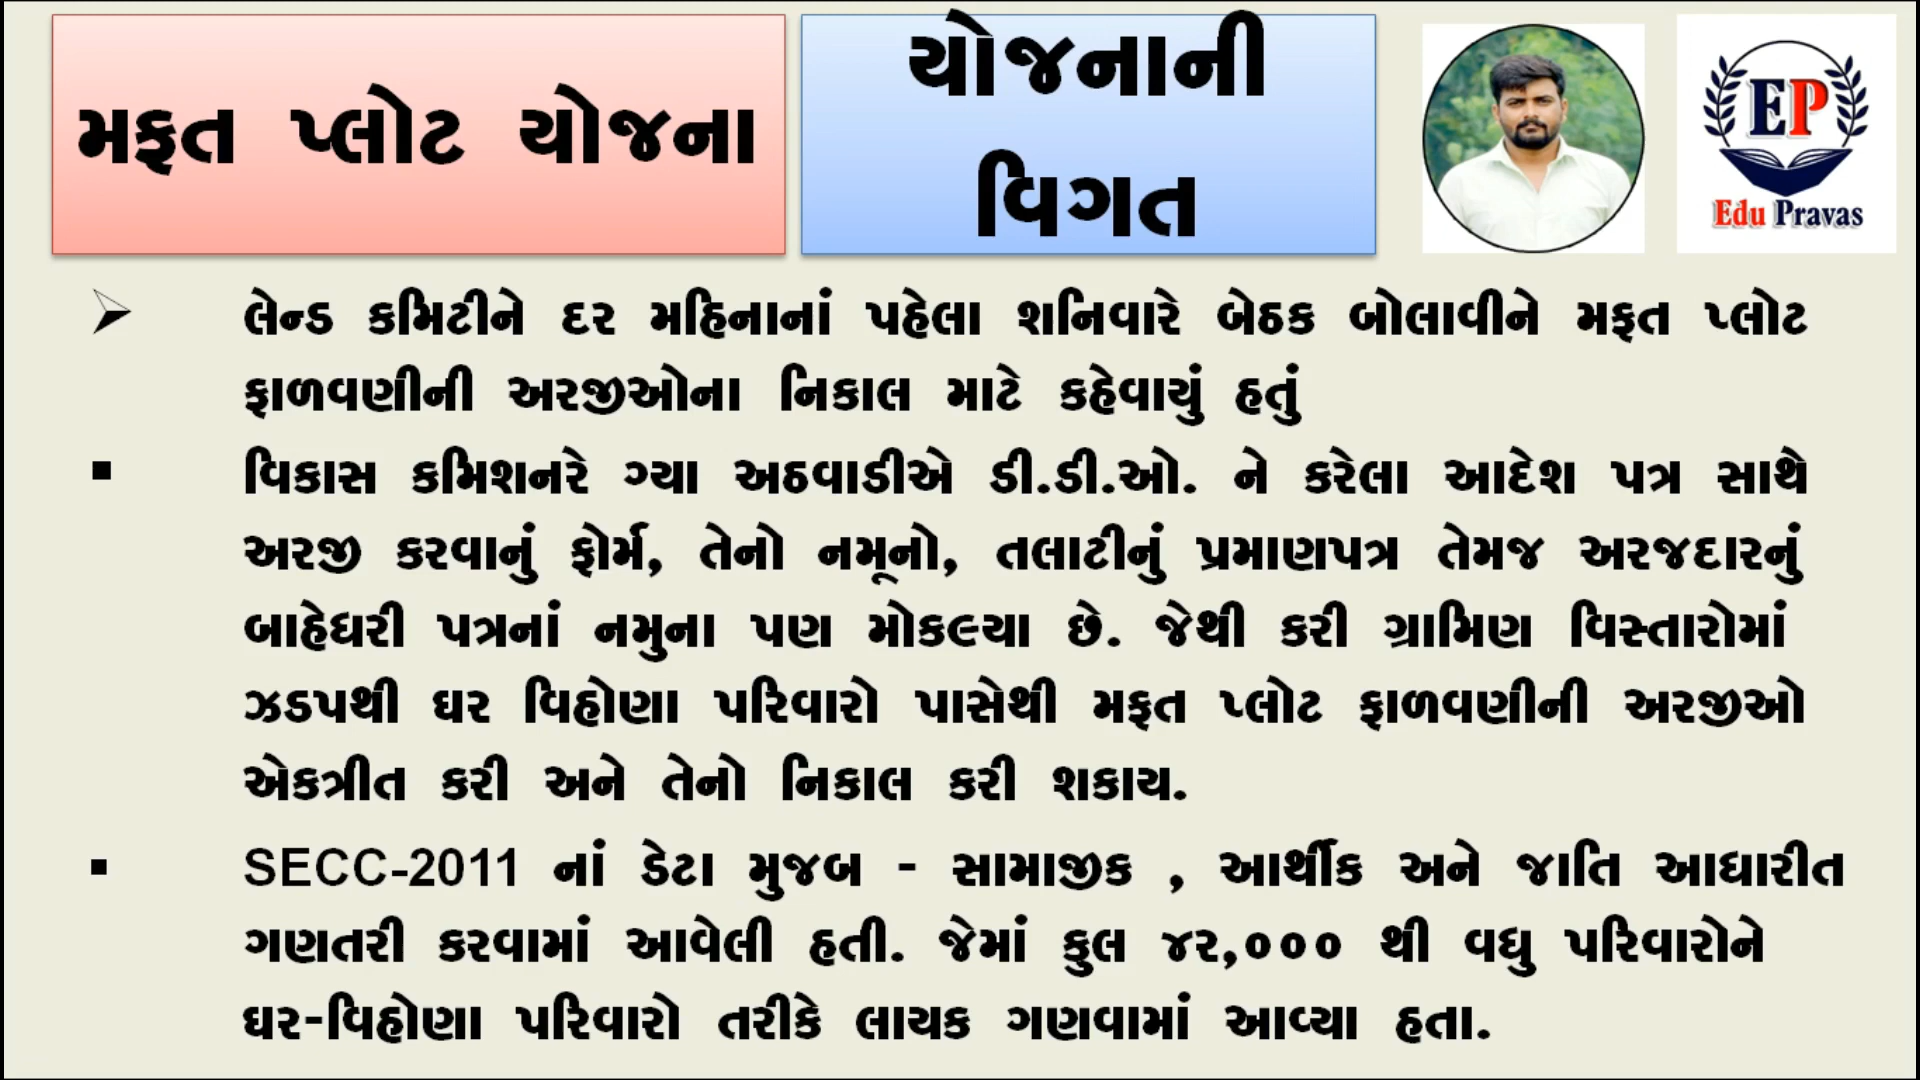 મફત પ્લોટ યોજના
યોજનાની
વિગત
EP
Edu Pravas
લેન્ડ કમિટીને દર મહિનાનાં પહેલા શનિવારે બેઠક બોલાવીને મફત પ્લોટ
ફાળવણીની અરજીઓના નિકાલ માટે કહેવાયું હતું
વિકાસ કમિશનરે ગ્યા અઠવાડીએ ડી.ડી.ઓ. ને કરેલા આદેશ પત્ર સાથે
અરજી કરવાનું ફોર્મ, તેનો નમૂનો, તલાટીનું પ્રમાણપત્ર તેમજ અરજદારનું
બાહેધરી પત્રનાં નમુના પણ મોકલ્યા છે. જેથી કરી ગ્રામિણ વિસ્તારોમાં
ઝડપથી ઘર વિહોણા પરિવારો પાસેથી મફત પ્લોટ ફાળવણીની અરજીઓ
એકત્રીત કરી અને તેનો નિકાલ કરી શકાય.
SECC-2011 નાં ડેટા મુજબ - સામાજીક , આર્થીક અને જાતિ આધારીત
ગણતરી કરવામાં આવેલી હતી. જેમાં કુલ ૪૨,૦૦૦ થી વધુ પરિવારોને
ઘર-વિહોણા પરિવારો તરીકે લાયક ગણવામાં આવ્યા હતા.